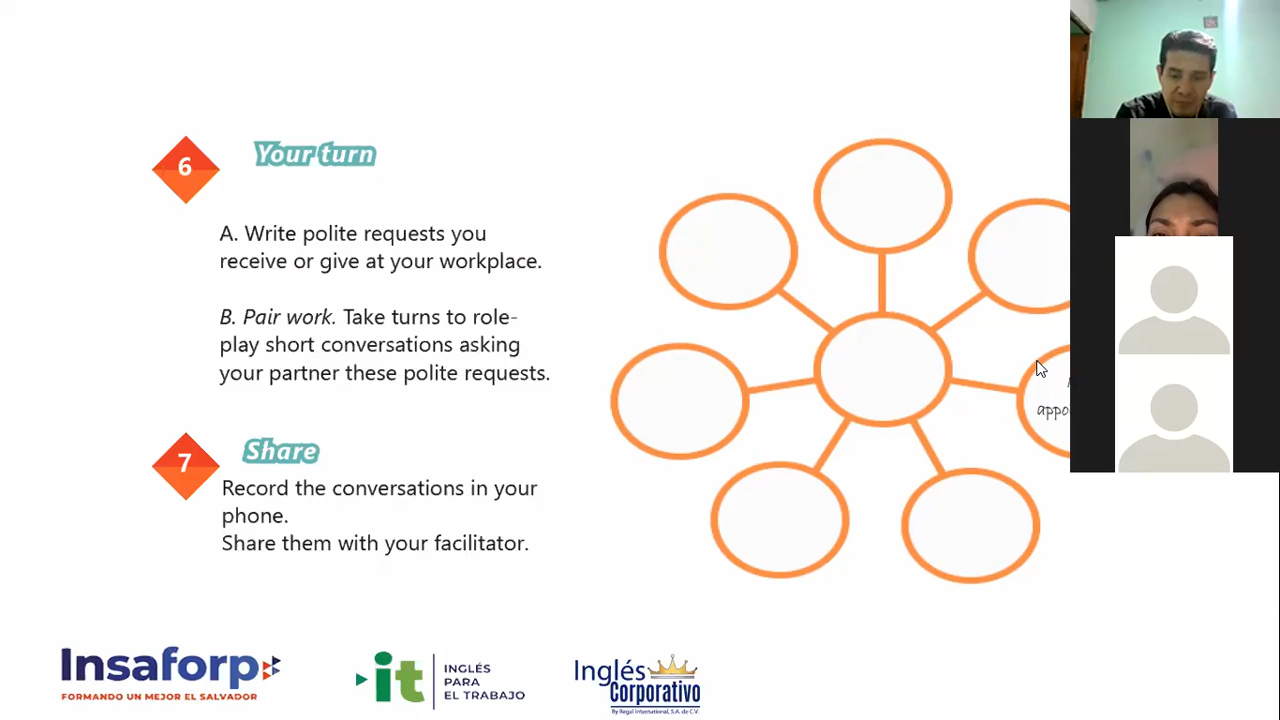 6
Your turn
A. Write polite requests you
receive or give at your workplace.
B. Pair work. Take turns to role-
play short conversations asking
your partner these polite requests.
7
Share
Record the conversations in your
phone.
Share them with your facilitator.
Insaforp
FORMANDO UN MEJOR EL SALVADOR
it
INGLÉS
PARA
EL TRABAJO
Inglés
Corporativo
By Regal International, S.A. de C.V.